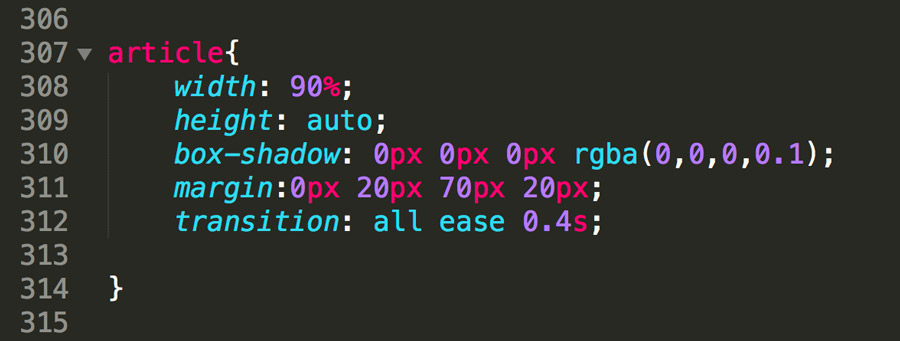 306
307 article{
308 width: 90%;
309 height: auto;
310 box-shadow: 0px 0px 0px rgba(0,0,0,0.1);
311 margin:0px 20px 70px 20px;
312 transition: all ease 0.4s;
313
314 }
315